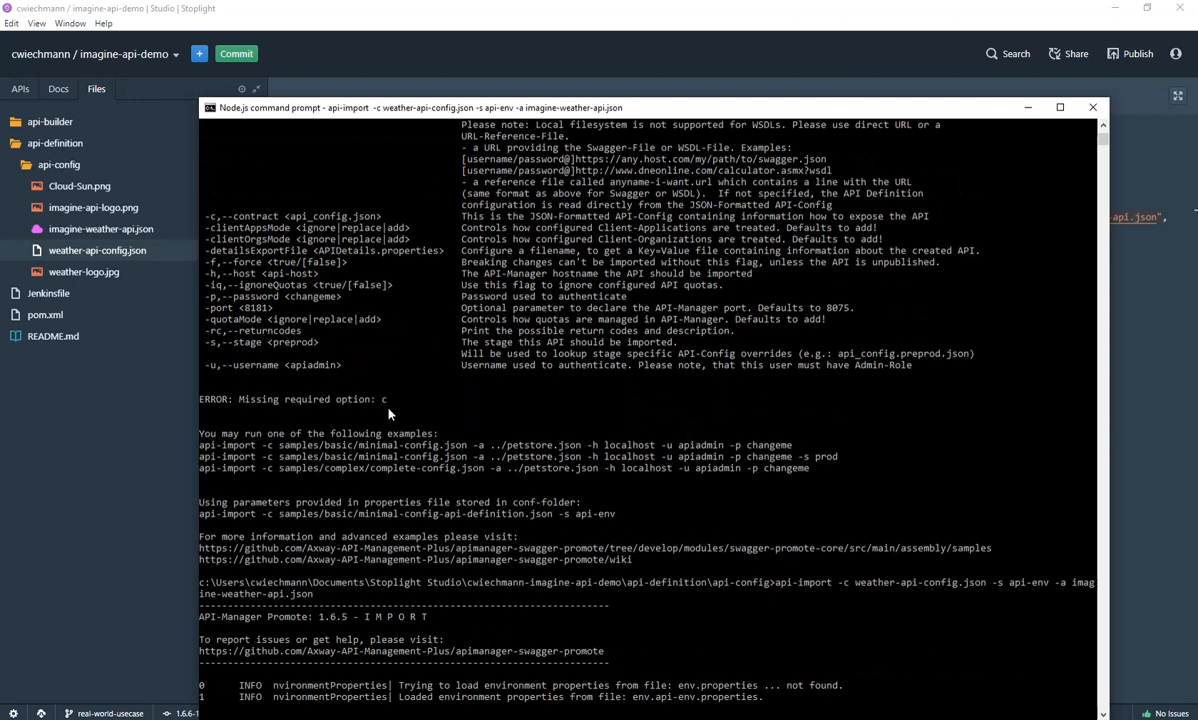 cwiechmann / imagine-api-demo | Studio | Stoplight
Edit View Window Help
cwiechmann / imagine-api-demo
+ Commit
Search Share Publish
APIs Docs Files
api-builder
api-definition
api-config
Cloud-Sun.png
imagine-api-logo.png
imagine-weather-api.json
weather-api-config.json
weather-logo.jpg
Jenkinsfile
pom.xml
README.md
api.json",
Node.js command prompt - api-import -c weather-api-config.json -s api-env -a imagine-weather-api.json
Please note: Local filesystem is not supported for WSDLs. Please use direct URL or a
URL-Reference-File.
- a URL providing the Swagger-File or WSDL-File. Examples:
[username/password@]https://any.host.com/my/path/to/swagger.json
[username/password@]http://www.dneonline.com/calculator.asmx?wsdl
- a reference file called anyname-i-want.url which contains a line with the URL
(same format as above for Swagger or WSDL). If not specified, the API Definition
configuration is read directly from the JSON-Formatted API-Config
-c,--contract <api_config.json> This is the JSON-Formatted API-Config containing information how to expose the API
-clientAppsMode <ignore|replace|add> Controls how configured Client-Applications are treated. Defaults to add!
-clientOrgsMode <ignore|replace|add> Controls how configured Client-Organizations are treated. Defaults to add!
-detailsExportFile <APIDetails.properties> Configure a filename, to get a Key=Value file containing information about the created API.
-f,--force <true/[false]> Breaking changes can't be imported without this flag, unless the API is unpublished.
-h,--host <api-host> The API-Manager hostname the API should be imported
-iq,--ignoreQuotas <true/[false]> Use this flag to ignore configured API quotas.
-p,--password <changeme> Password used to authenticate
-port <8181> Optional parameter to declare the API-Manager port. Defaults to 8075.
-quotaMode <ignore|replace|add> Controls how quotas are managed in API-Manager. Defaults to add!
-rc,--returncodes Print the possible return codes and description.
-s,--stage <preprod> The stage this API should be imported.
Will be used to lookup stage specific API-Config overrides (e.g.: api_config.preprod.json)
-u,--username <apiadmin> Username used to authenticate. Please note, that this user must have Admin-Role
ERROR: Missing required option: c
You may run one of the following examples:
api-import -c samples/basic/minimal-config.json -a ../petstore.json -h localhost -u apiadmin -p changeme
api-import -c samples/basic/minimal-config.json -a ../petstore.json -h localhost -u apiadmin -p changeme -s prod
api-import -c samples/complex/complete-config.json -a ../petstore.json -h localhost -u apiadmin -p changeme
Using parameters provided in properties file stored in conf-folder:
api-import -c samples/basic/minimal-config-api-definition.json -s api-env
For more information and advanced examples please visit:
https://github.com/Axway-API-Management-Plus/apimanager-swagger-promote/tree/develop/modules/swagger-promote-core/src/main/assembly/samples
https://github.com/Axway-API-Management-Plus/apimanager-swagger-promote/wiki
c:\Users\cwiechmann\Documents\Stoplight Studio\cwiechmann-imagine-api-demo\api-definition\api-config>api-import -c weather-api-config.json -s api-env -a imag
ine-weather-api.json
------------------------------------------------------------------------
API-Manager Promote: 1.6.5 - I M P O R T
To report issues or get help, please visit:
https://github.com/Axway-API-Management-Plus/apimanager-swagger-promote
------------------------------------------------------------------------
0 INFO nvironmentProperties| Trying to load environment properties from file: env.properties ... not found.
1 INFO nvironmentProperties| Loaded environment properties from file: env.api-env.properties.
real-world-usecase 1.6.6-1
No Issues